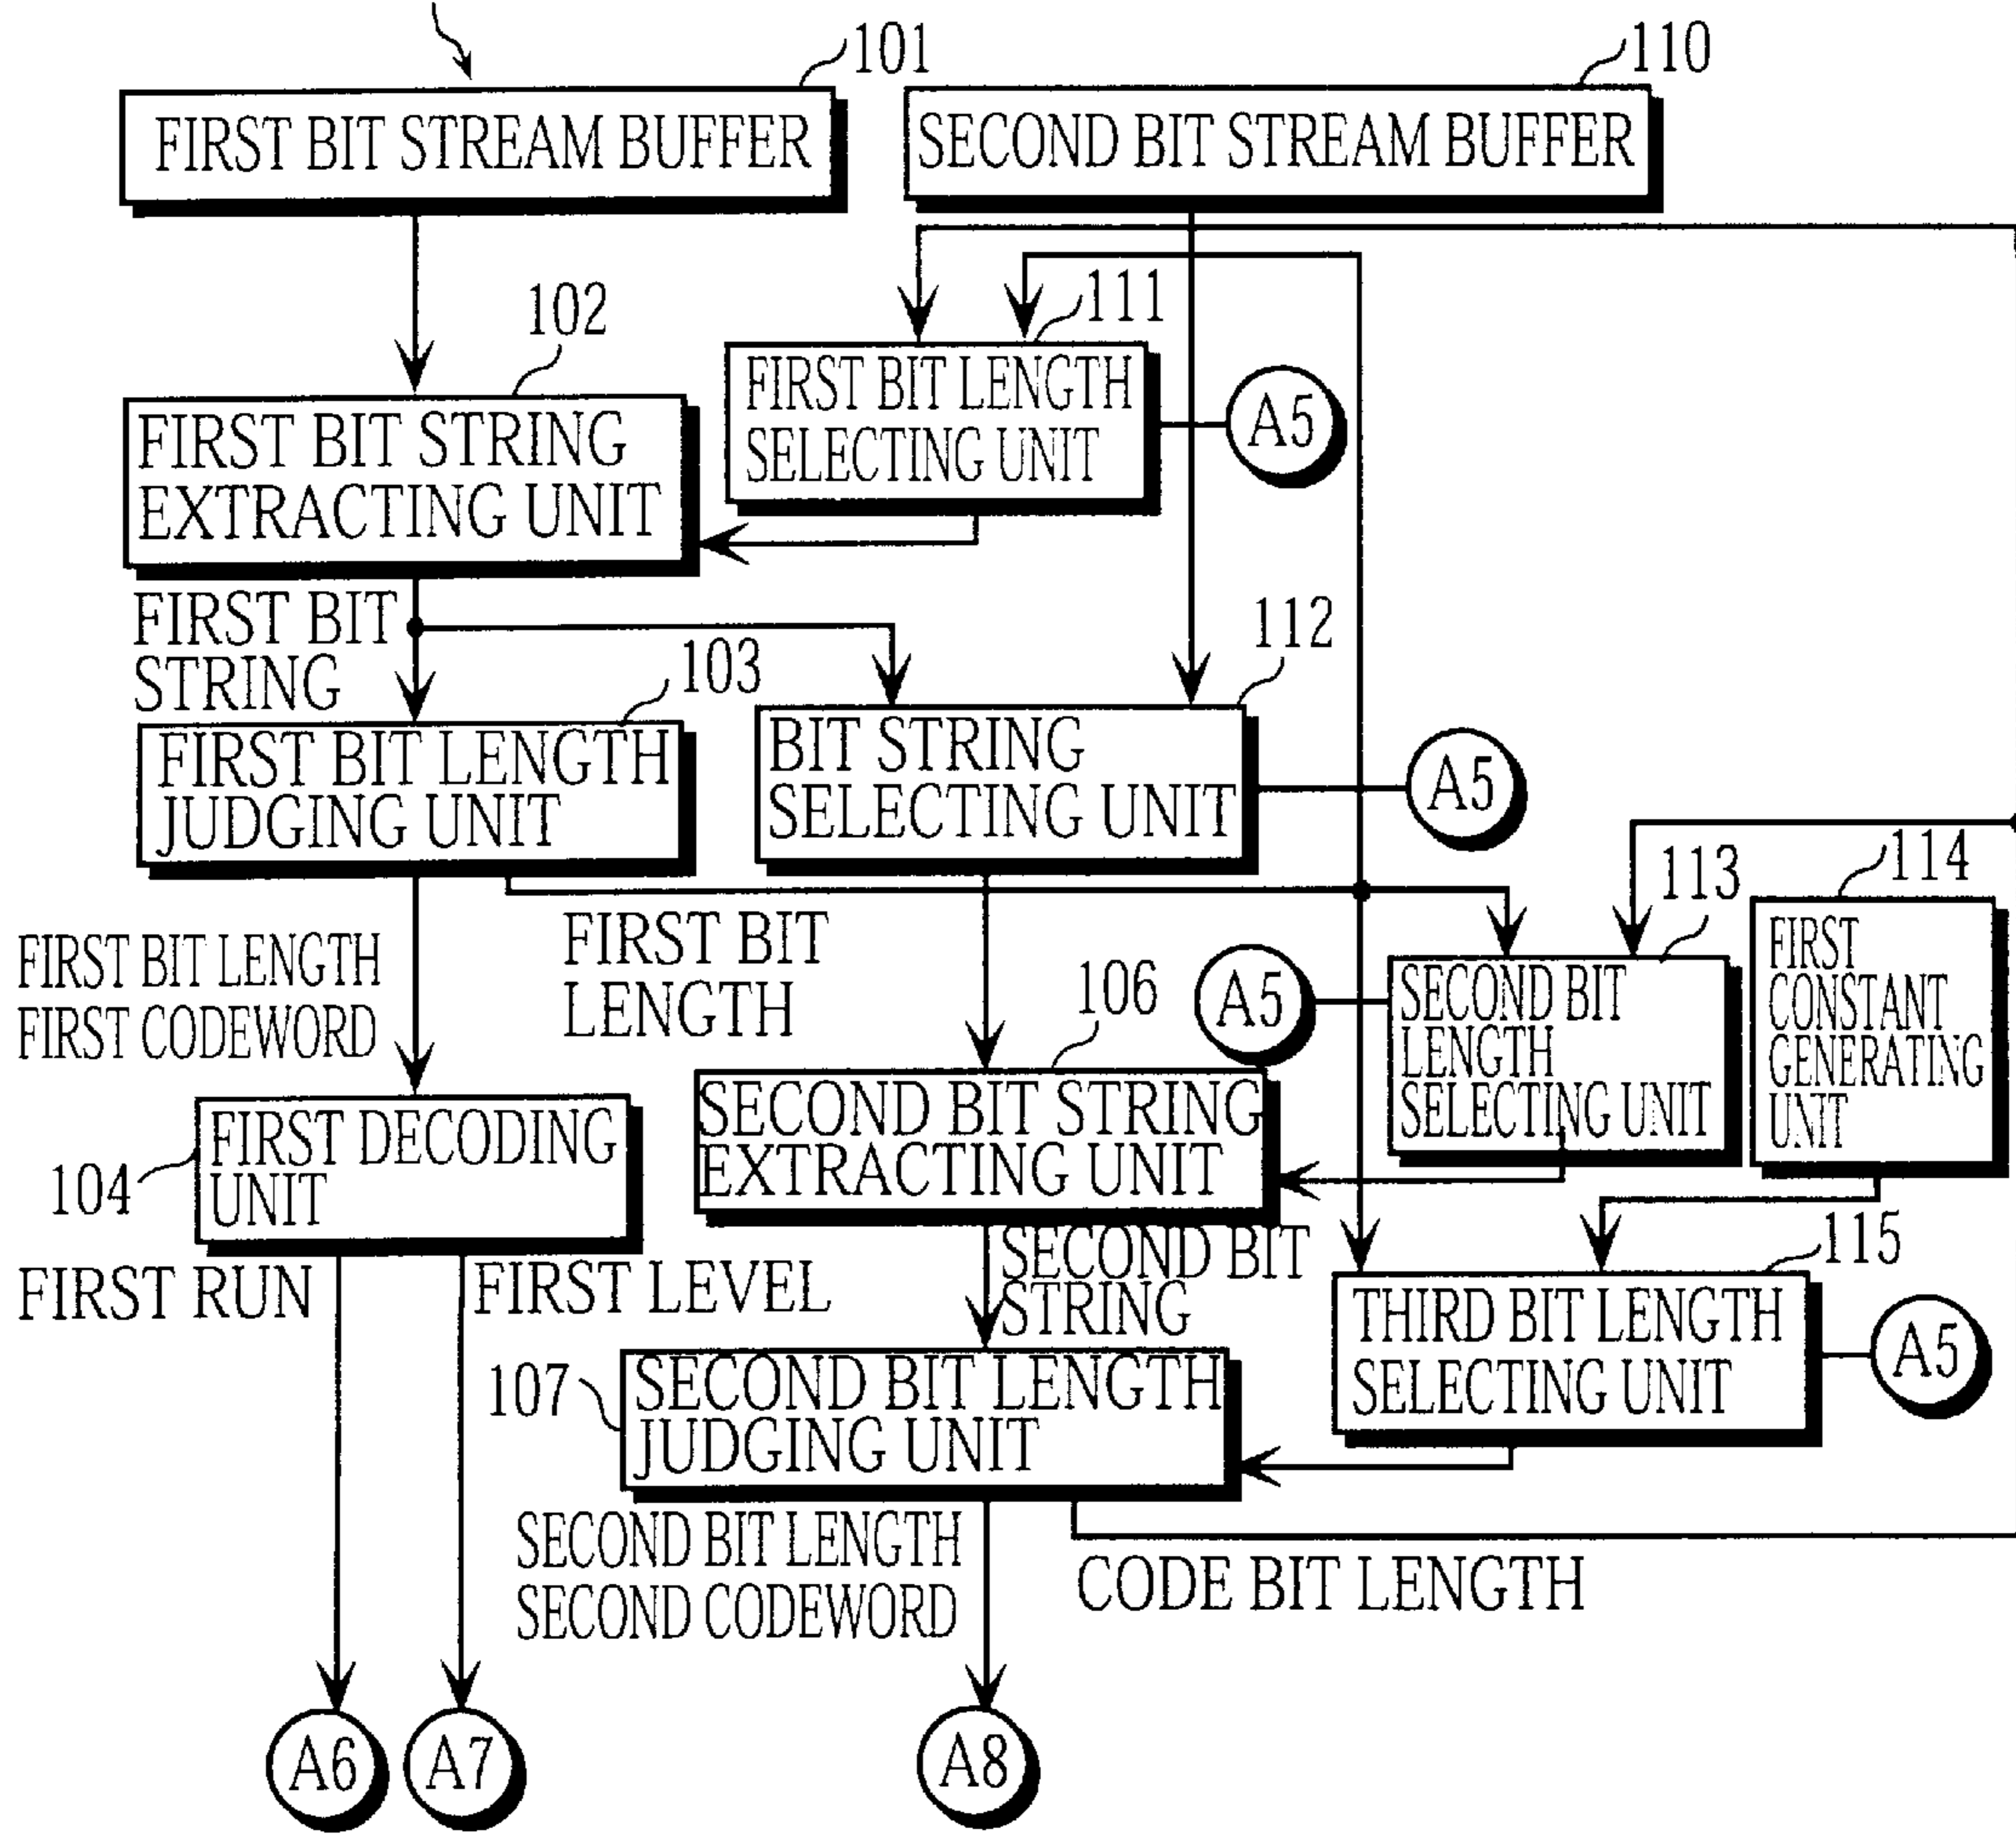 101
110
FIRST BIT STREAM BUFFER
SECOND BIT STREAM BUFFER
102
111
FIRST BIT LENGTH
SELECTING UNIT
A5
FIRST BIT STRING
EXTRACTING UNIT
FIRST BIT
STRING
103
112
FIRST BIT LENGTH
JUDGING UNIT
BIT STRING
SELECTING UNIT
A5
113
114
FIRST BIT LENGTH
FIRST CODEWORD
FIRST BIT
LENGTH
106
A5
SECOND BIT
LENGTH
SELECTING UNIT
FIRST
CONSTANT
GENERATING
UNIT
104
FIRST DECODING
UNIT
SECOND BIT STRING
EXTRACTING UNIT
115
FIRST RUN
FIRST LEVEL
SECOND BIT
STRING
THIRD BIT LENGTH
SELECTING UNIT
A5
107
SECOND BIT LENGTH
JUDGING UNIT
SECOND BIT LENGTH
SECOND CODEWORD
CODE BIT LENGTH
A6
A7
A8